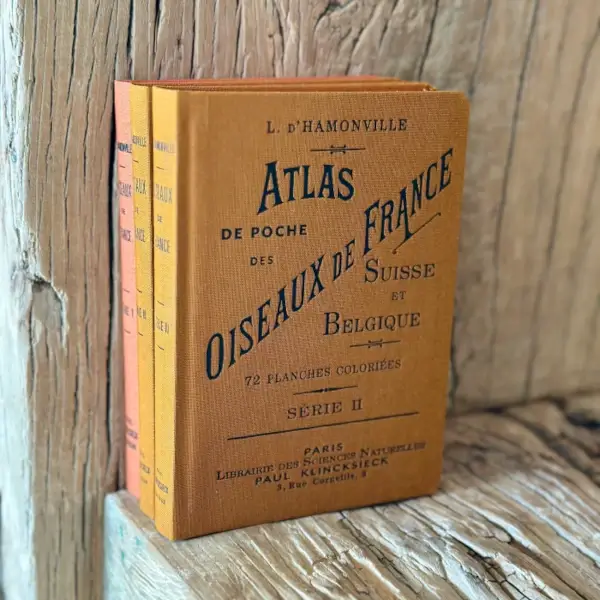 L. D'HAMONVILLE
ATLAS
DE POCHE
DES
OISEAUX DE FRANCE
SUISSE
ET
BELGIQUE
72 PLANCHES COLORIÉES
SÉRIE II
PARIS
LIBRAIRIE DES SCIENCES NATURELLES
PAUL KLINCKSIECK
3, Rue Corneille, 3